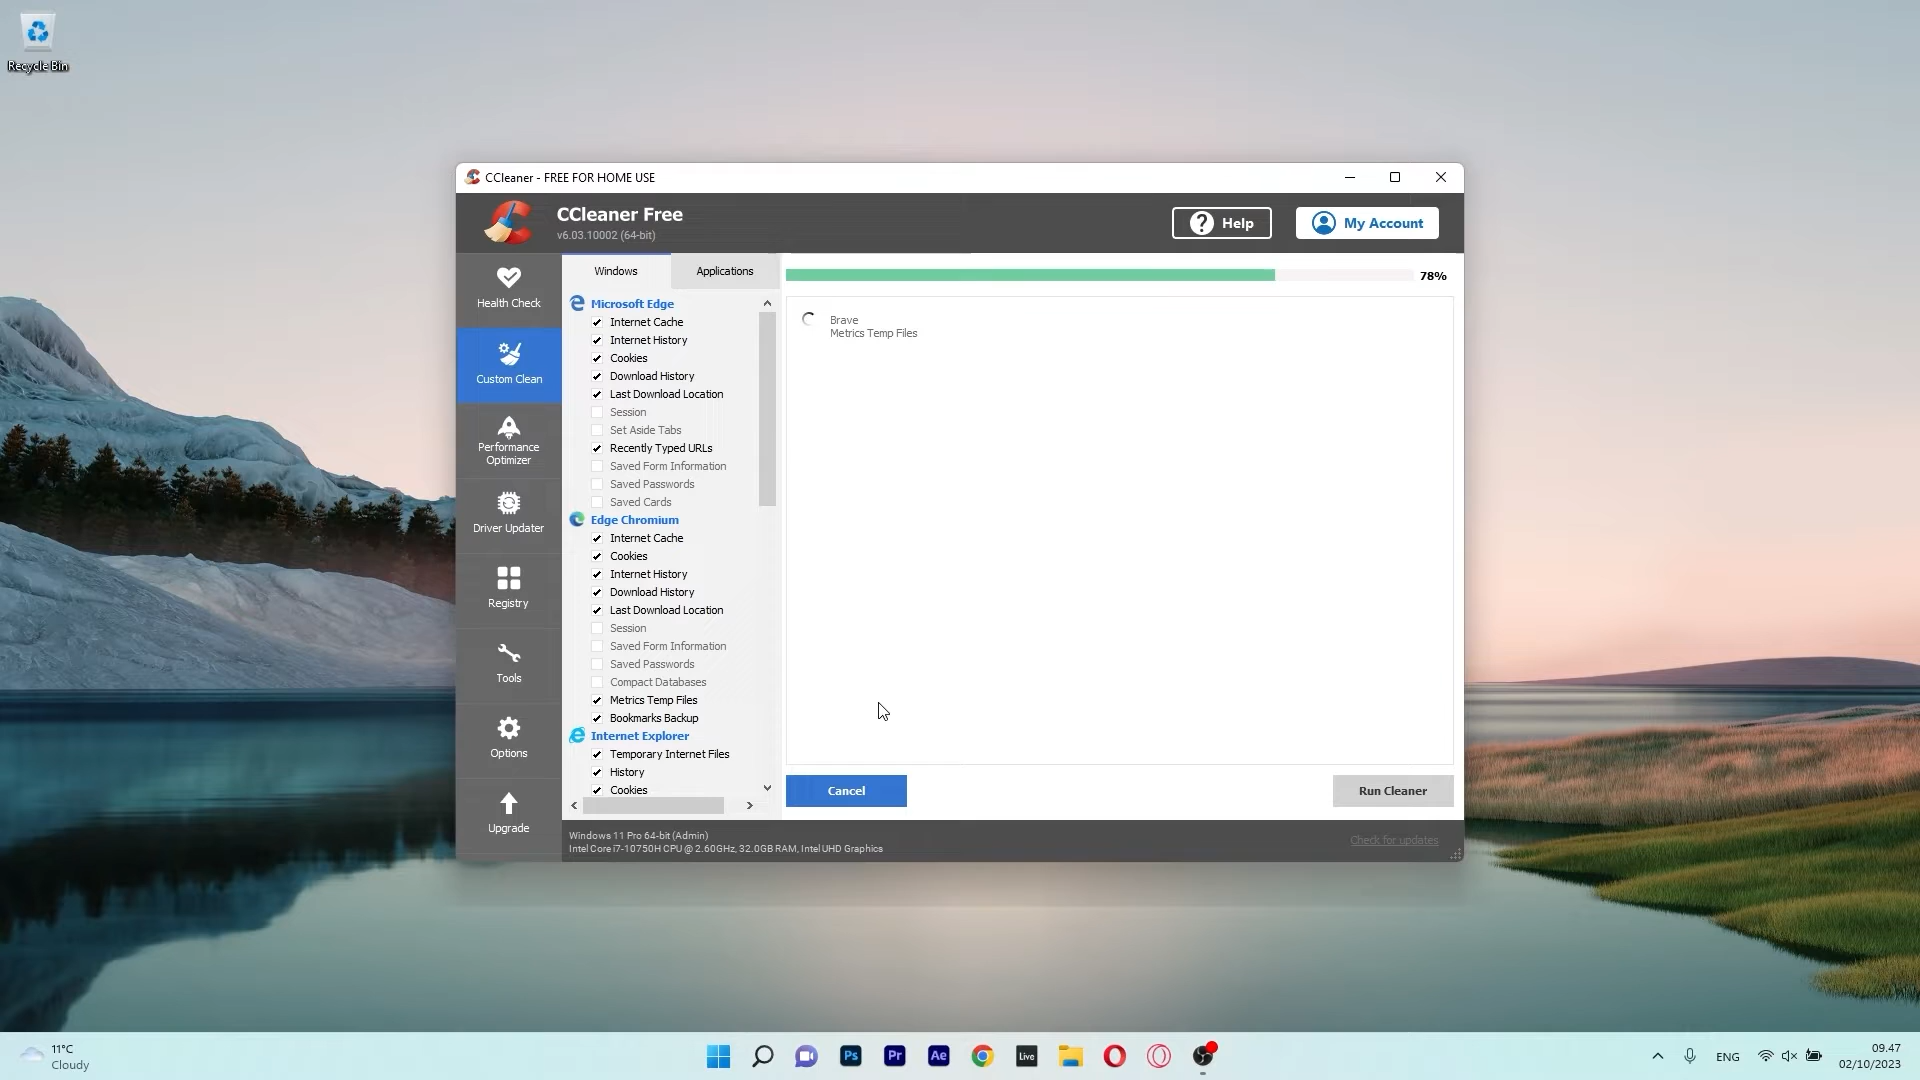 Recycle Bin
CCleaner - FREE FOR HOME USE
CCleaner Free
v6.03.10002 (64-bit)
Help
My Account
Health Check
Custom Clean
Performance
Optimizer
Driver Updater
Registry
Tools
Options
Upgrade
Windows
Applications
Microsoft Edge
Internet Cache
Internet History
Cookies
Download History
Last Download Location
Session
Set Aside Tabs
Recently Typed URLs
Saved Form Information
Saved Passwords
Saved Cards
Edge Chromium
Internet Cache
Cookies
Internet History
Download History
Last Download Location
Session
Saved Form Information
Saved Passwords
Compact Databases
Metrics Temp Files
Bookmarks Backup
Internet Explorer
Temporary Internet Files
History
Cookies
78%
Brave
Metrics Temp Files
Cancel
Run Cleaner
Windows 11 Pro 64-bit (Admin)
Intel Core i7-10750H CPU @ 2.60GHz, 32.0GB RAM, Intel UHD Graphics
Check for updates
11°C
Cloudy
Ps
Pr
Ae
Live
ENG
09.47
02/10/2023